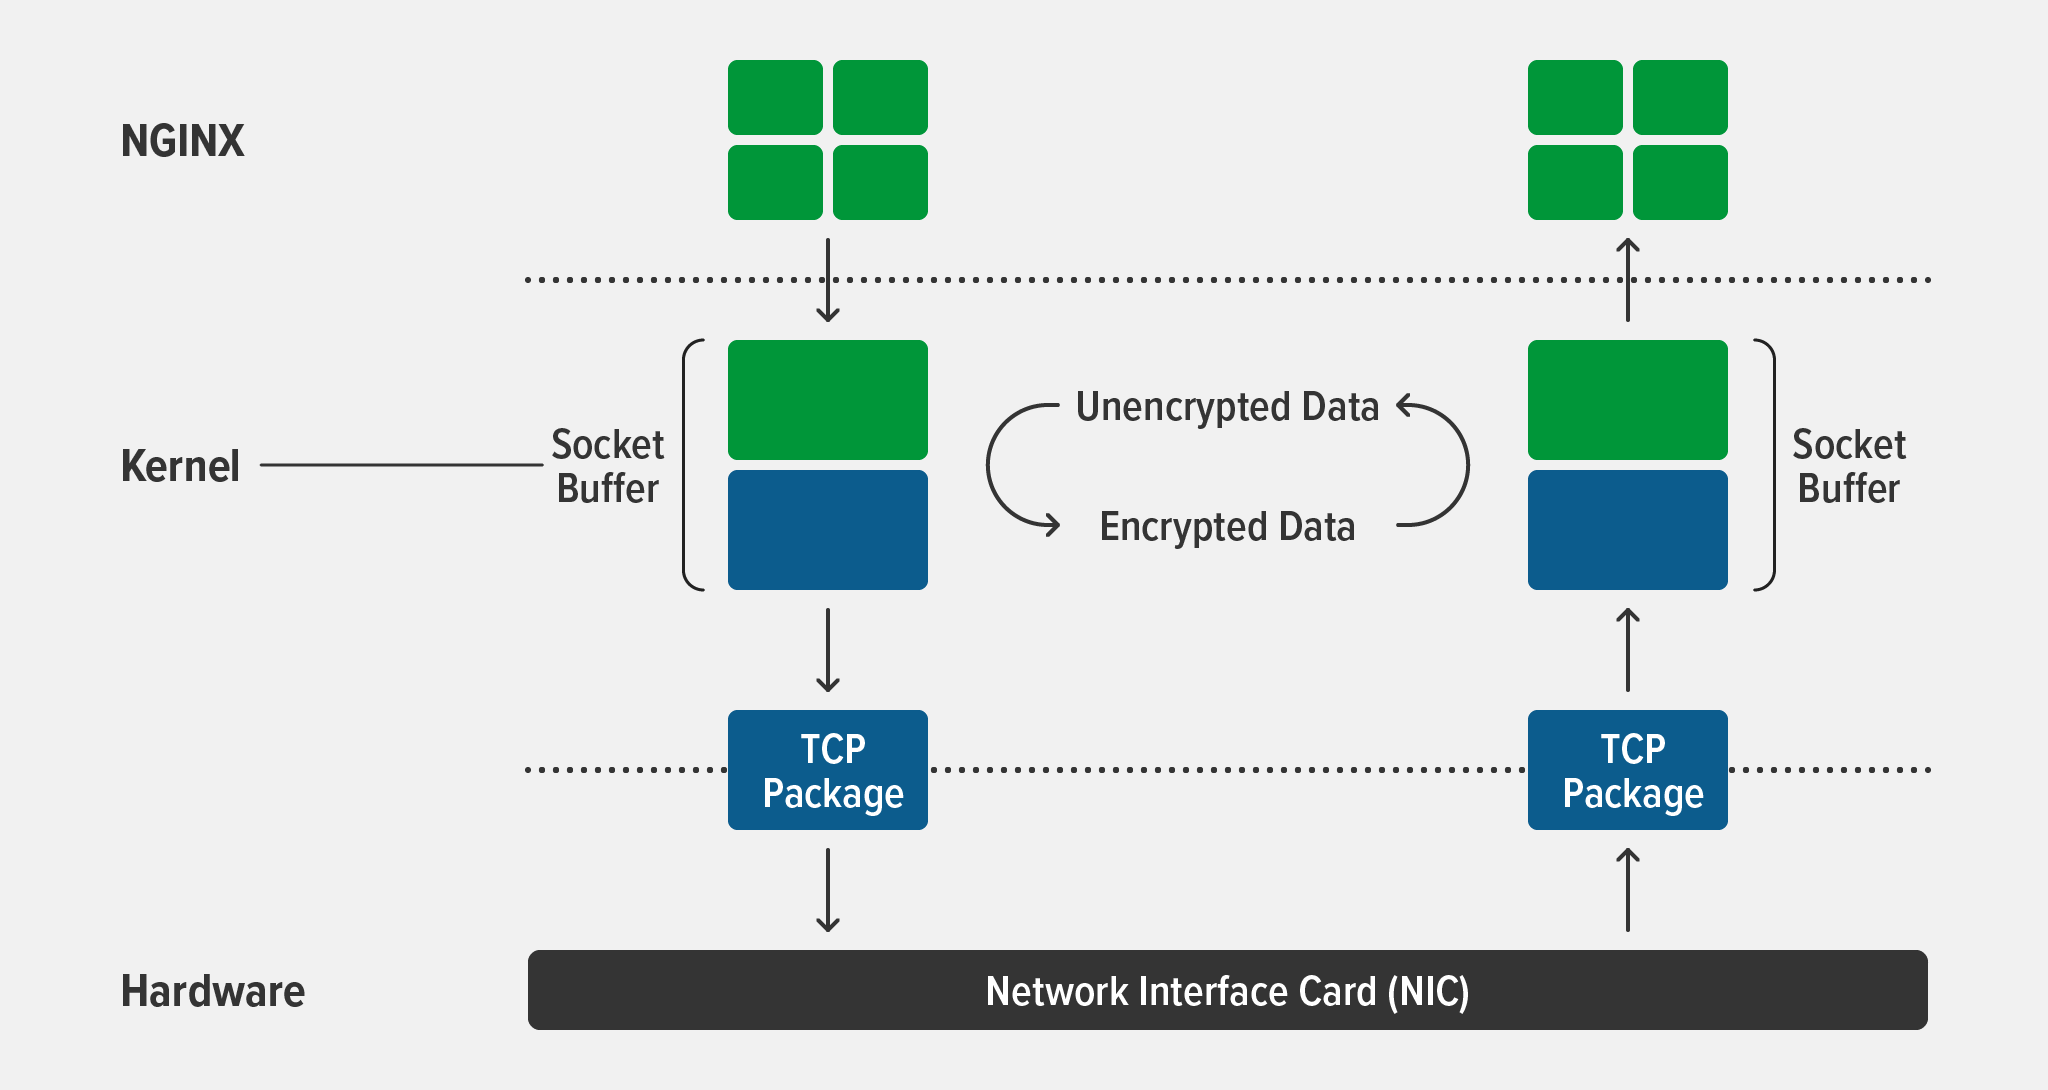 NGINX
Kernel
Socket
Buffer
Unencrypted Data
Encrypted Data
Socket
Buffer
TCP
Package
TCP
Package
Hardware
Network Interface Card (NIC)